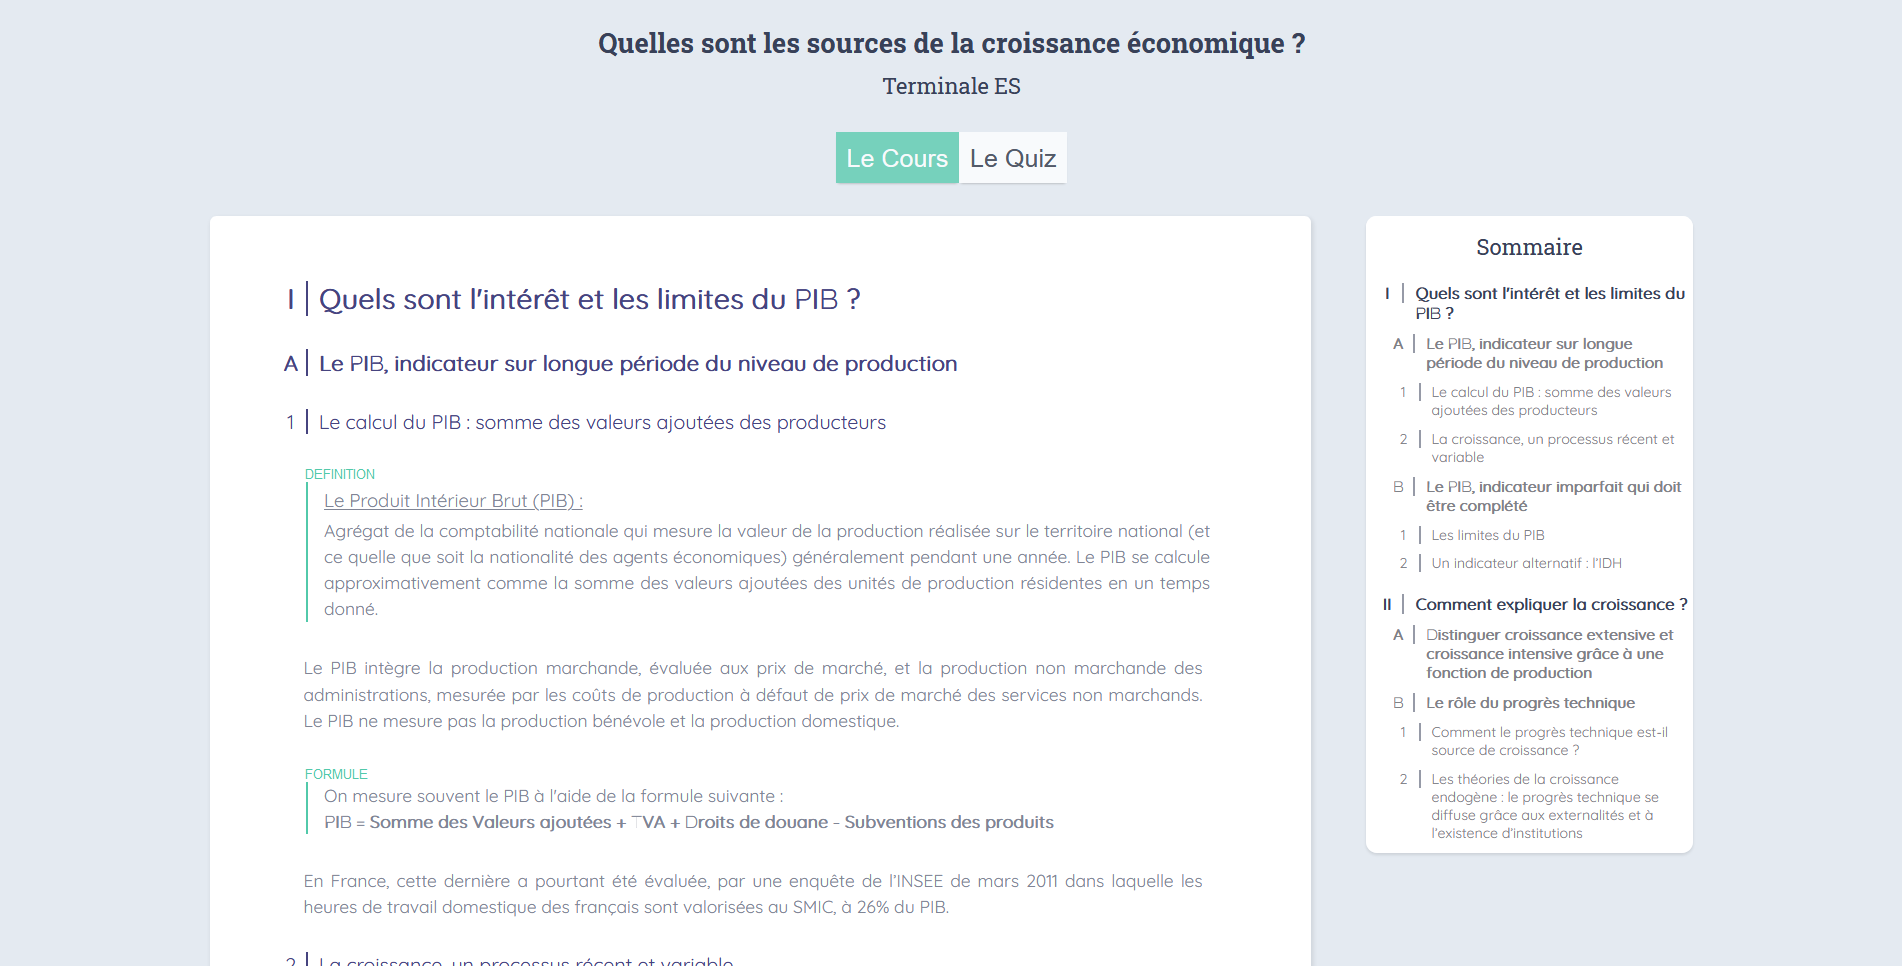 Quelles sont les sources de la croissance économique ?
Terminale ES
Le Cours
Le Quiz
I
Quels sont l'intérêt et les limites du PIB ?
A
Le PIB, indicateur sur longue période du niveau de production
1
Le calcul du PIB : somme des valeurs ajoutées des producteurs
DEFINITION
Le Produit Intérieur Brut (PIB) :
Agrégat de la comptabilité nationale qui mesure la valeur de la production réalisée sur le territoire national (et
ce quelle que soit la nationalité des agents économiques) généralement pendant une année. Le PIB se calcule
approximativement comme la somme des valeurs ajoutées des unités de production résidentes en un temps
donné.
Le PIB intègre la production marchande, évaluée aux prix de marché, et la production non marchande des
administrations, mesurée par les coûts de production à défaut de prix de marché des services non marchands.
Le PIB ne mesure pas la production bénévole et la production domestique.
FORMULE
On mesure souvent le PIB à l'aide de la formule suivante :
PIB = Somme des Valeurs ajoutées + TVA + Droits de douane - Subventions des produits
En France, cette dernière a pourtant été évaluée, par une enquête de l'INSEE de mars 2011 dans laquelle les
heures de travail domestique des français sont valorisées au SMIC, à 26% du PIB.
2
La croissance, un processus récent et variable
Sommaire
I
Quels sont l'intérêt et les limites du
PIB ?
A
Le PIB, indicateur sur longue
période du niveau de production
1
Le calcul du PIB : somme des valeurs
ajoutées des producteurs
2
La croissance, un processus récent et
variable
B
Le PIB, indicateur imparfait qui doit
être complété
1
Les limites du PIB
2
Un indicateur alternatif : l'IDH
II
Comment expliquer la croissance ?
A
Distinguer croissance extensive et
croissance intensive grâce à une
fonction de production
B
Le rôle du progrès technique
1
Comment le progrès technique est-il
source de croissance ?
2
Les théories de la croissance
endogène : le progrès technique se
diffuse grâce aux externalités et à
l'existence d'institutions